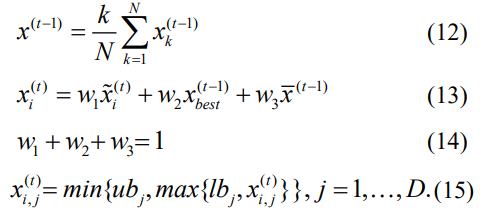 x^{(t-1)} = \frac{k}{N} \sum_{k=1}^{N} x_k^{(t-1)} (12)
x_i^{(t)} = w_1 \tilde{x}_i^{(t)} + w_2 x_{best}^{(t-1)} + w_3 \overline{x}^{(t-1)} (13)
w_1 + w_2 + w_3 = 1 (14)
x_{i,j}^{(t)} = min{ub_j, max{lb_j, x_{i,j}^{(t)}}}, j = 1,…,D. (15)